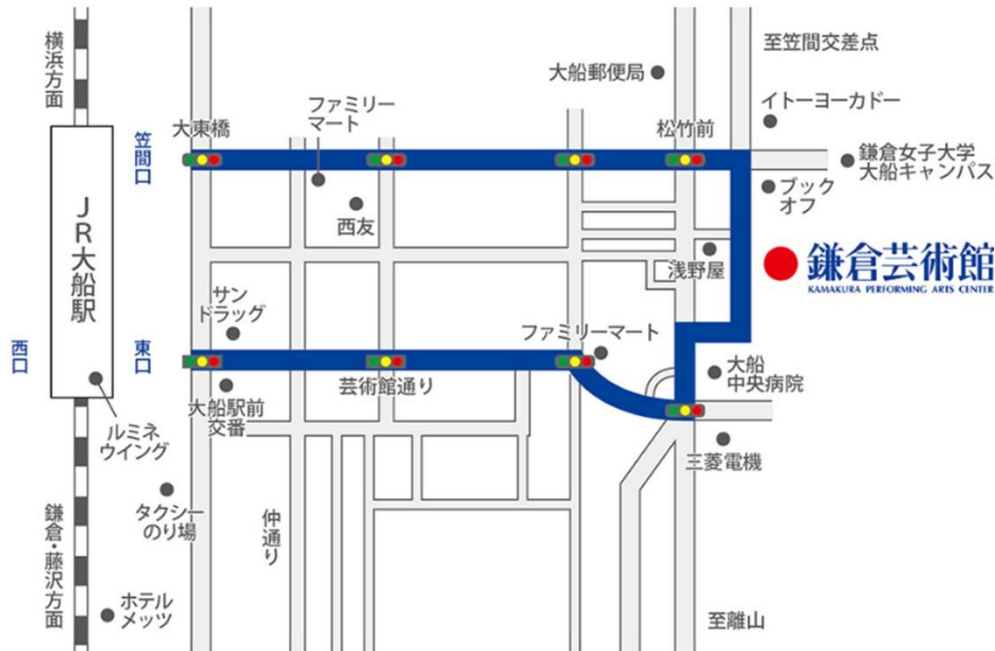 横浜方面
至笠間交差点
大船郵便局
イトーヨーカドー
ファミリー
マート
大東橋
松竹前
笠間口
鎌倉女子大学
大船キャンパス
ブック
オフ
西友
JR大船駅
浅野屋
鎌倉芸術館
KAMAKURA PERFORMING ARTS CENTER
サン
ドラッグ
ファミリーマート
西口
東口
芸術館通り
大船
中央病院
大船駅前
交番
ルミネ
ウイング
三菱電機
タクシー
のり場
仲通り
鎌倉・藤沢方面
ホテル
メッツ
至離山